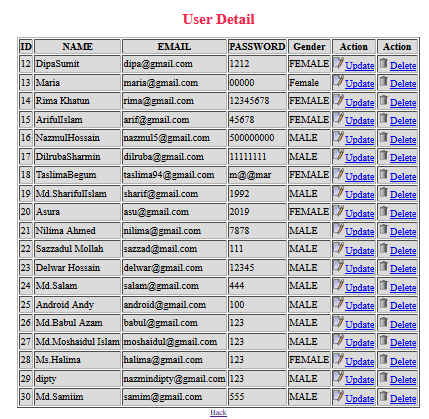 User Detail
ID NAME EMAIL PASSWORD Gender Action Action
12 DipaSumit dipa@gmail.com 1212 FEMALE Update Delete
13 Maria maria@gmail.com 00000 Female Update Delete
14 Rima Khatun rima@gmail.com 12345678 FEMALE Update Delete
15 ArifulIslam arif@gmail.com 45678 FEMALE Update Delete
16 NazmulHossain nazmul5@gmail.com 500000000 MALE Update Delete
17 DilrubaSharmin dilruba@gmail.com 11111111 MALE Update Delete
18 TaslimaBegum taslima94@gmail.com m@@mar FEMALE Update Delete
19 Md.SharifulIslam sharif@gmail.com 1992 MALE Update Delete
20 Asura asu@gmail.com 2019 FEMALE Update Delete
21 Nilima Ahmed nilima@gmail.com 7878 MALE Update Delete
22 Sazzadul Mollah sazzad@mail.com 111 MALE Update Delete
23 Delwar Hossain delwar@gmail.com 12345 MALE Update Delete
24 Md.Salam salam@gmail.com 444 MALE Update Delete
25 Android Andy android@gmail.com 100 MALE Update Delete
26 Md.Babul Azam babul@gmail.com 123 MALE Update Delete
27 Md.Moshaidul Islam moshaidul@gmail.com 123 MALE Update Delete
28 Ms.Halima halima@gmail.com 123 FEMALE Update Delete
29 dipty nazmindipty@gmail.com 123 MALE Update Delete
30 Md.Samiim samim@gmail.com 555 MALE Update Delete
Back